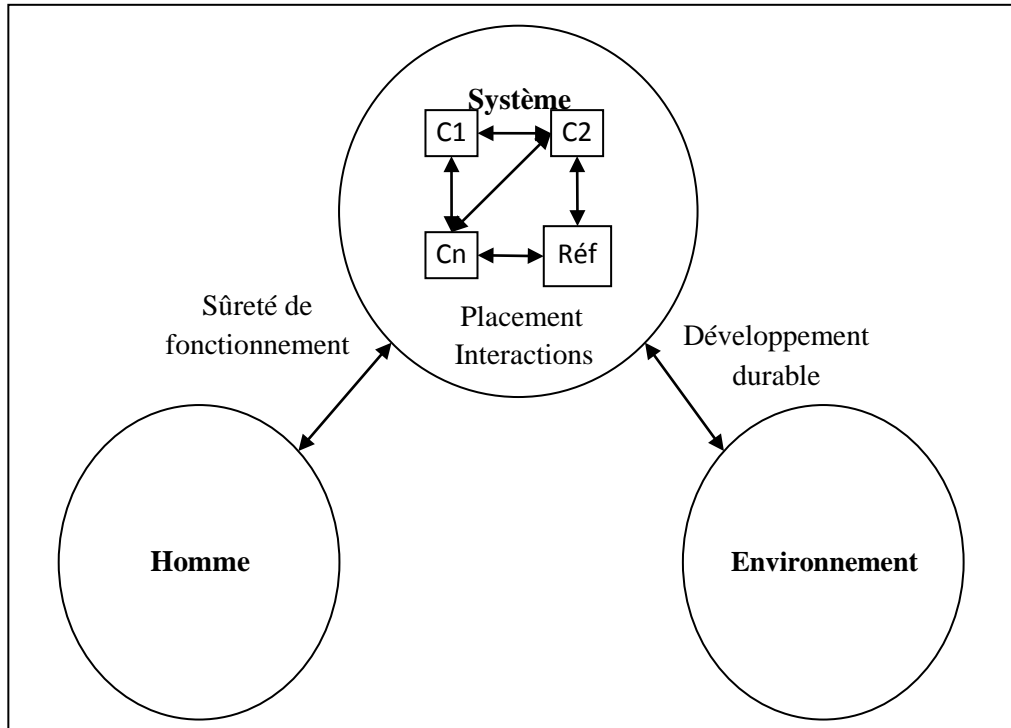 Système
C1 C2
Cn Réf
Placement
Interactions
Sûreté de
fonctionnement
Développement
durable
Homme
Environnement